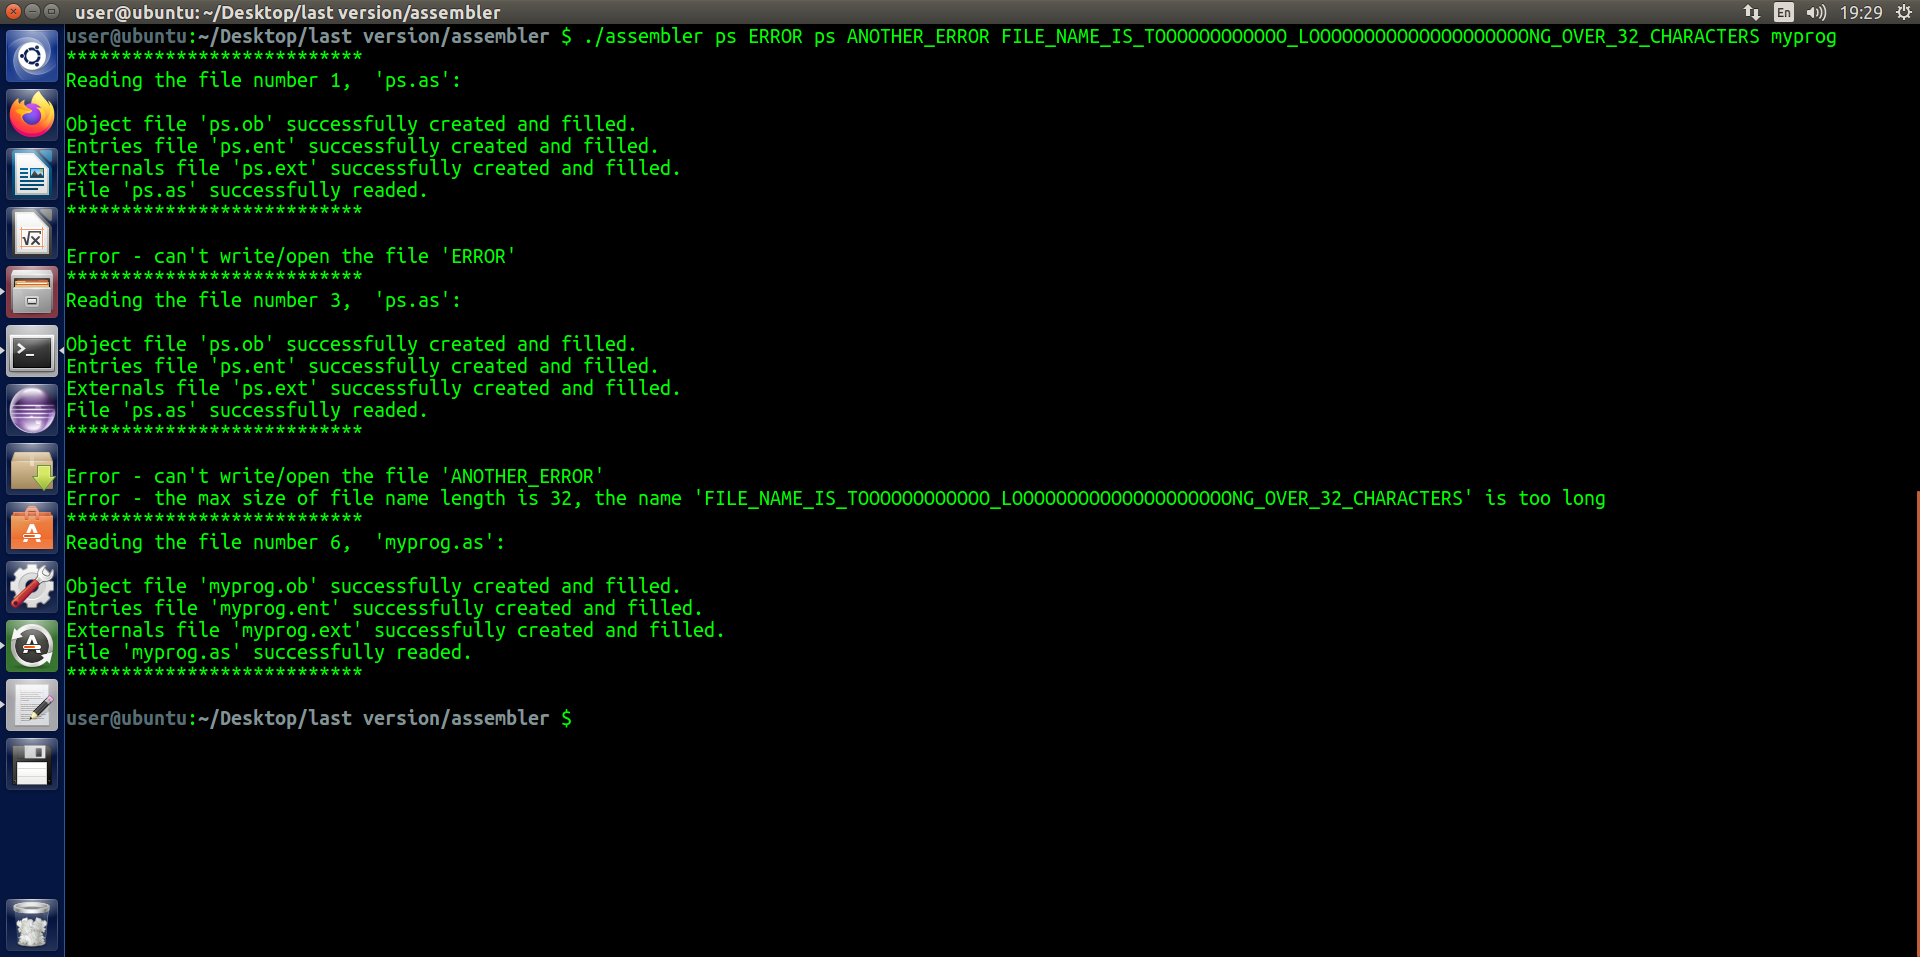 user@ubuntu: ~/Desktop/last version/assembler
En
19:29
user@ubuntu:~/Desktop/last version/assembler $ ./assembler ps ERROR ps ANOTHER_ERROR FILE_NAME_IS_TOOOOOOOOOOOO_LOOOOOOOOOOOOOOOOOOOONG_OVER_32_CHARACTERS myprog
***************************
Reading the file number 1,  'ps.as':
Object file 'ps.ob' successfully created and filled.
Entries file 'ps.ent' successfully created and filled.
Externals file 'ps.ext' successfully created and filled.
File 'ps.as' successfully readed.
***************************
Error - can't write/open the file 'ERROR'
***************************
Reading the file number 3,  'ps.as':
Object file 'ps.ob' successfully created and filled.
Entries file 'ps.ent' successfully created and filled.
Externals file 'ps.ext' successfully created and filled.
File 'ps.as' successfully readed.
***************************
Error - can't write/open the file 'ANOTHER_ERROR'
Error - the max size of file name length is 32, the name 'FILE_NAME_IS_TOOOOOOOOOOOO_LOOOOOOOOOOOOOOOOOOOONG_OVER_32_CHARACTERS' is too long
***************************
Reading the file number 6,  'myprog.as':
Object file 'myprog.ob' successfully created and filled.
Entries file 'myprog.ent' successfully created and filled.
Externals file 'myprog.ext' successfully created and filled.
File 'myprog.as' successfully readed.
***************************
user@ubuntu:~/Desktop/last version/assembler $